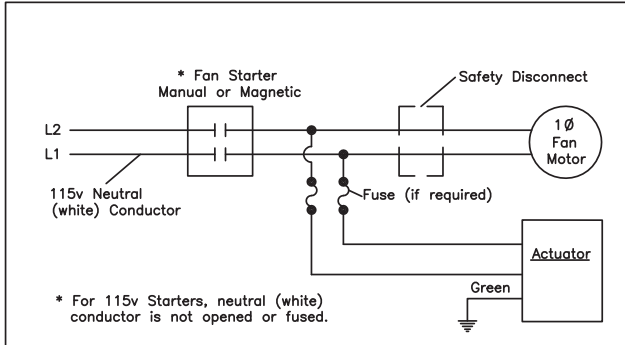 * Fan Starter
Manual or Magnetic
Safety Disconnect
L2
L1
1Ø
Fan
Motor
115v Neutral
(white) Conductor
Fuse (if required)
Actuator
Green
* For 115v Starters, neutral (white)
conductor is not opened or fused.